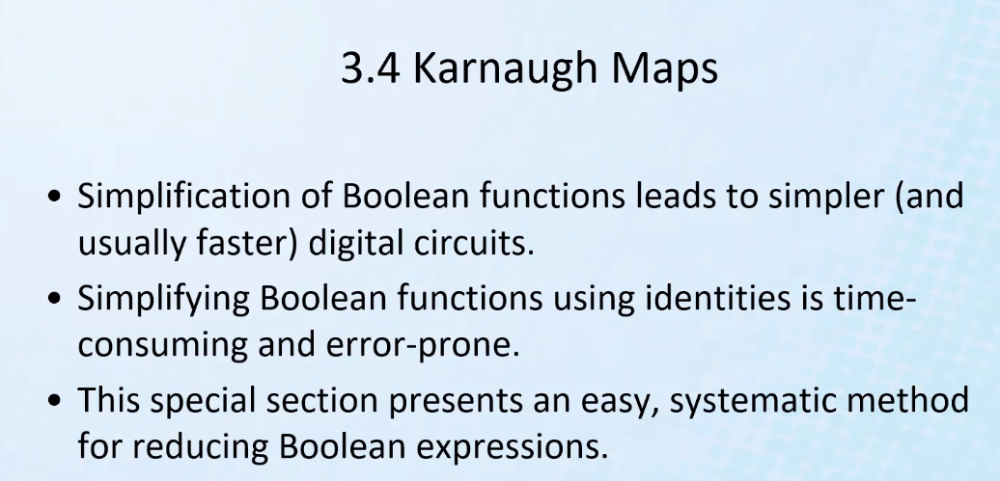 3.4 Karnaugh Maps
• Simplification of Boolean functions leads to simpler (and
usually faster) digital circuits.
• Simplifying Boolean functions using identities is time-
consuming and error-prone.
• This special section presents an easy, systematic method
for reducing Boolean expressions.